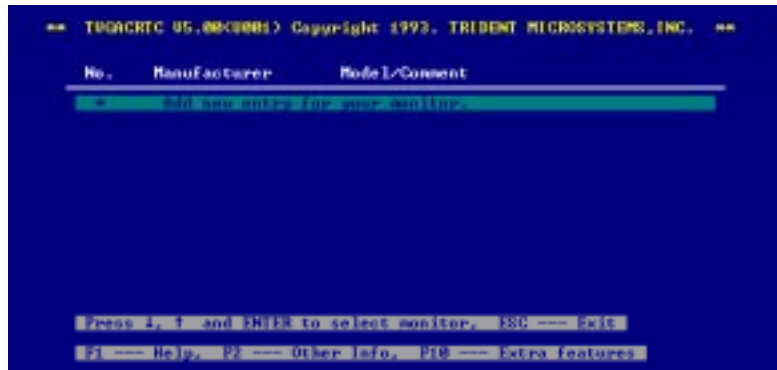 ** TVGACRTC V5.00(U001) Copyright 1993. TRIDENT MICROSYSTEMS,INC. **
No. Manufacturer Model/Comment
* Add new entry for your monitor.
Press ↓, ↑ and ENTER to select monitor, ESC --- Exit
F1 --- Help, F2 --- Other Info, F10 --- Extra features